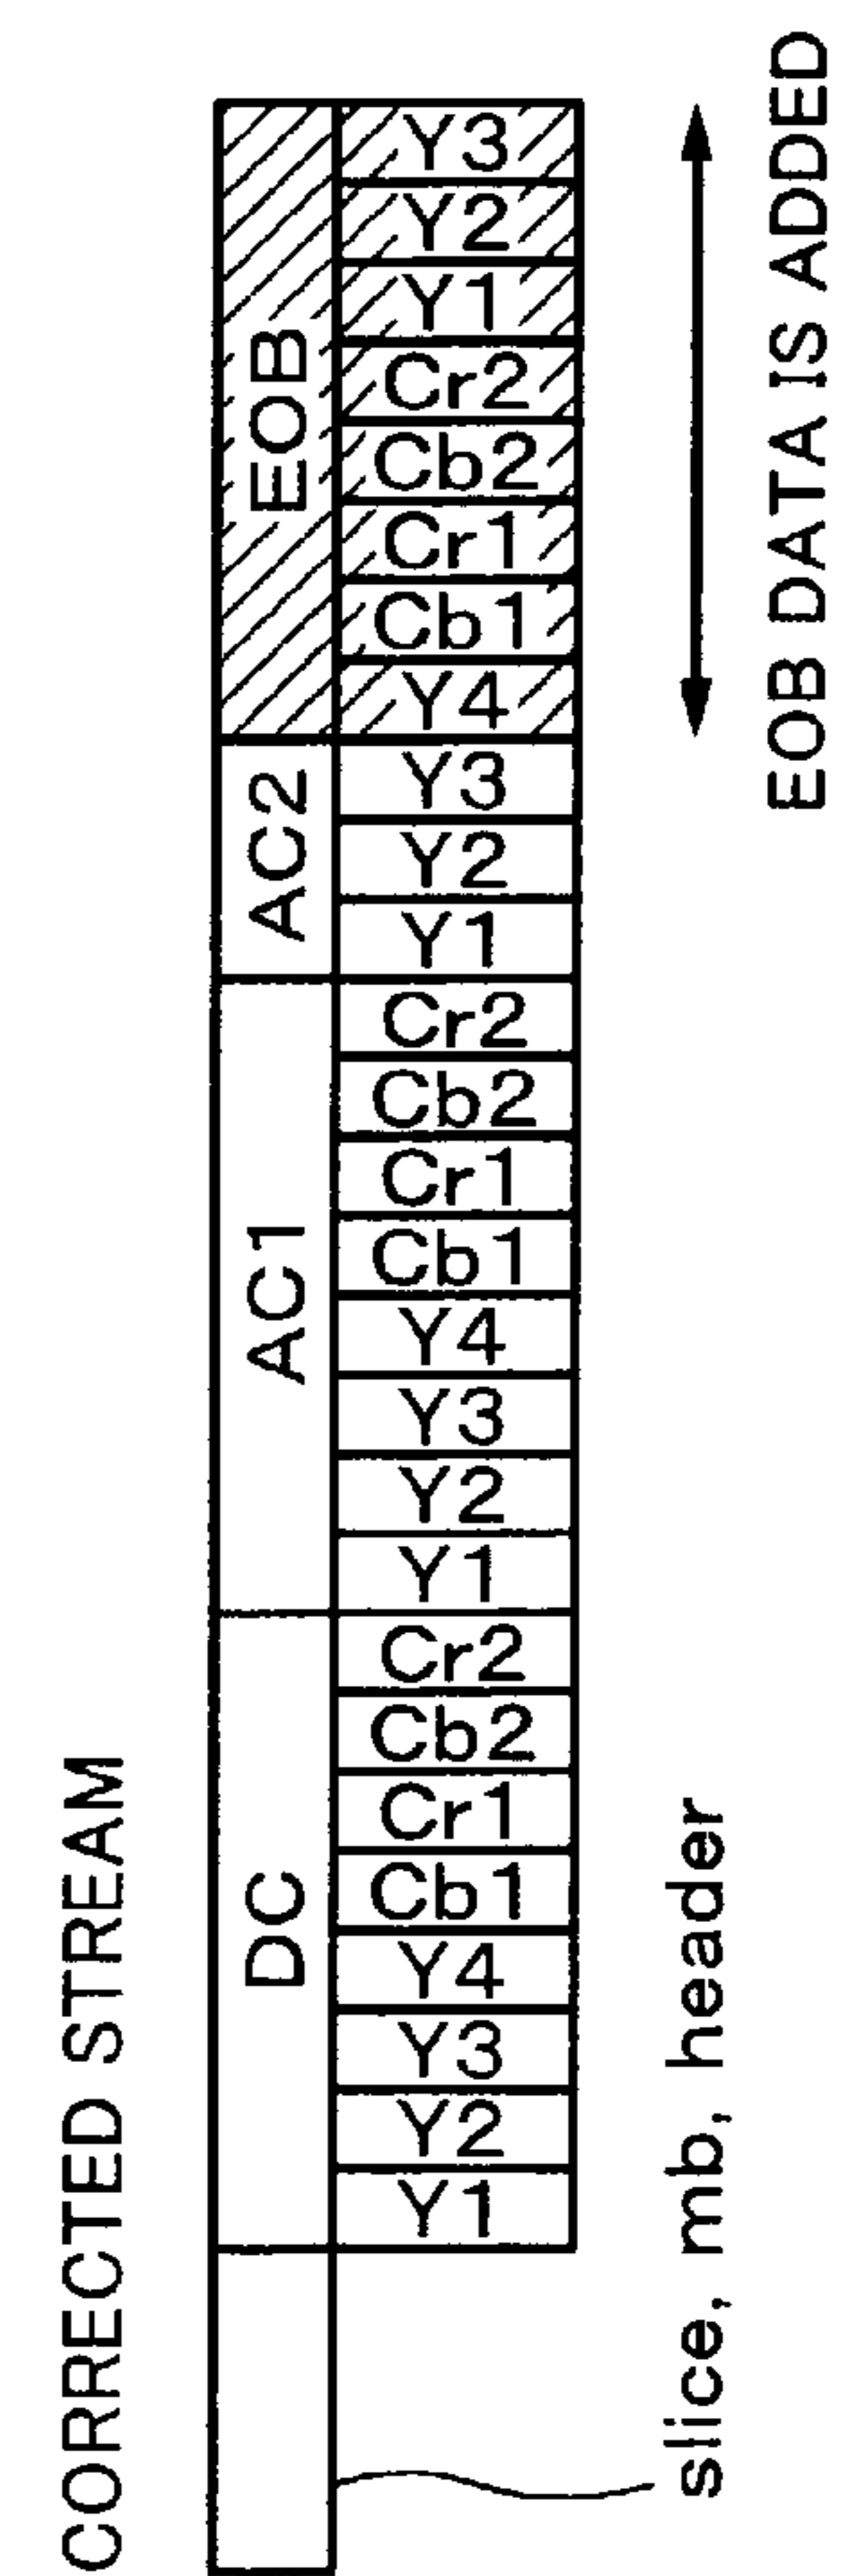 CORRECTED STREAM
DC AC1 AC2 EOB
Y1 Y2 Y3 Y4 Cb1 Cr1 Cb2 Cr2 Y1 Y2 Y3 Y4 Cb1 Cr1 Cb2 Cr2 Y1 Y2 Y3 Y4 Cb1 Cr1 Cb2 Cr2 Y1 Y2 Y3
slice, mb, header
EOB DATA IS ADDED